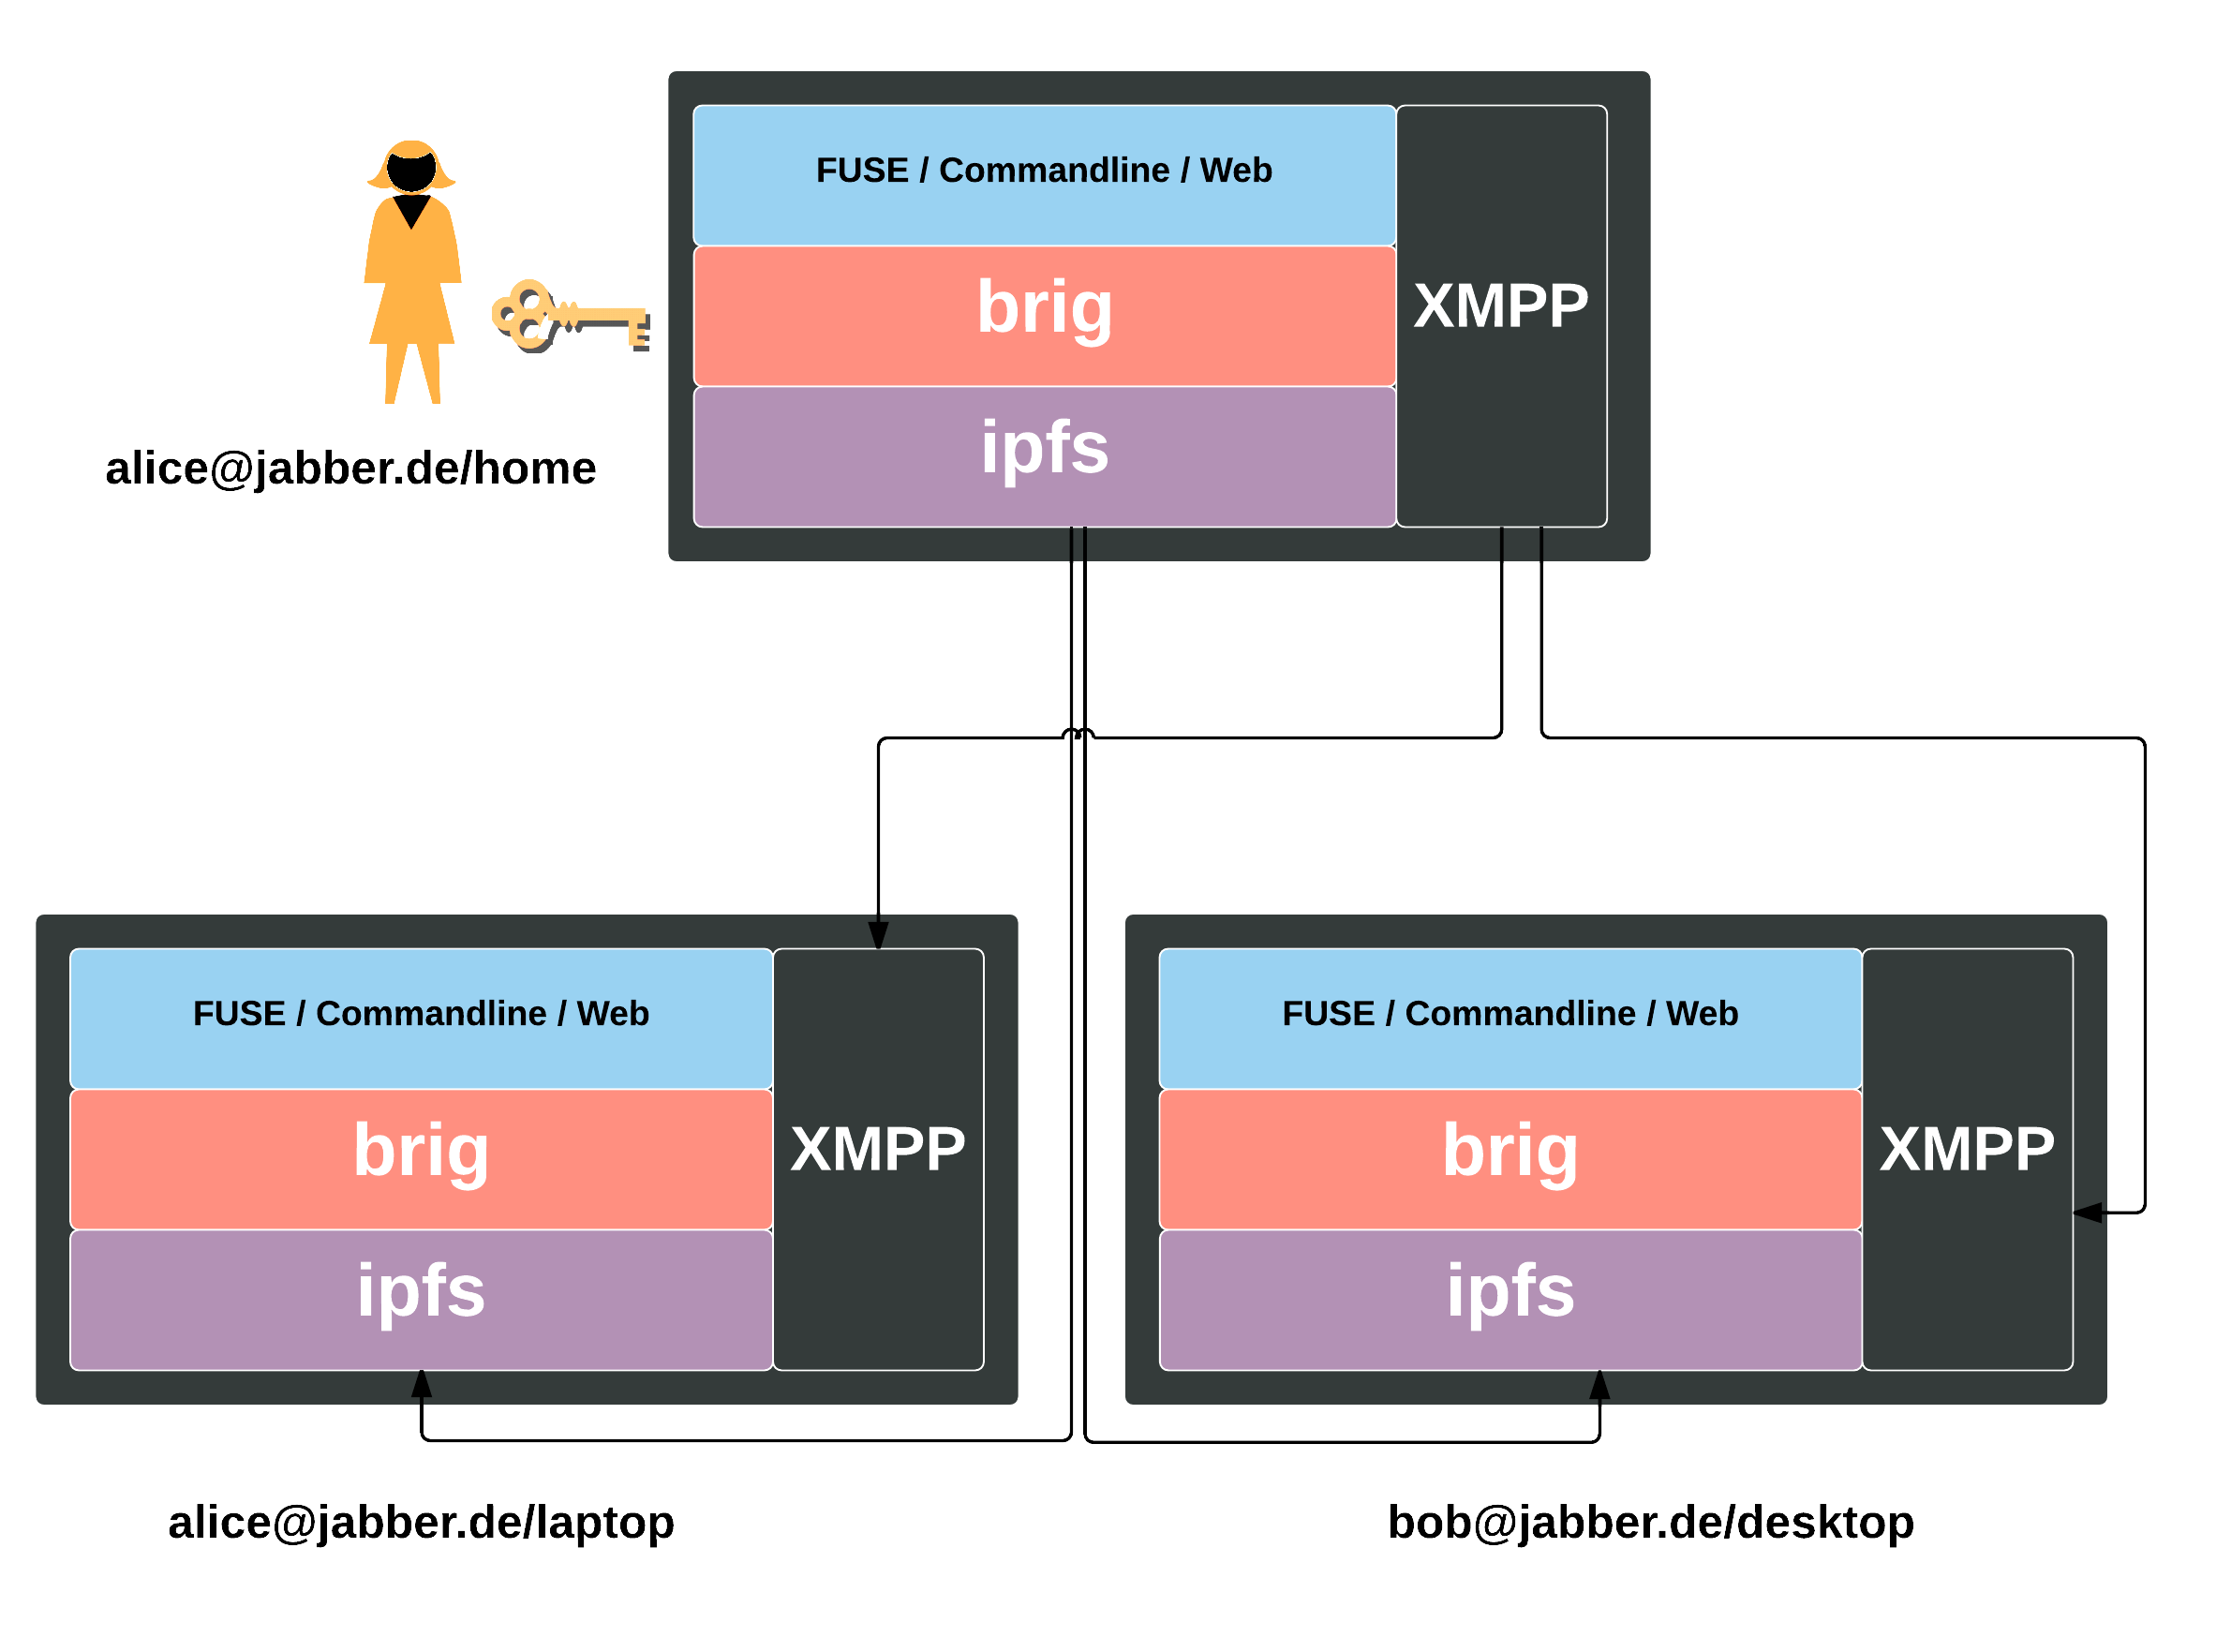 FUSE / Commandline / Web
brig
XMPP
ipfs
alice@jabber.de/home
FUSE / Commandline / Web
brig
XMPP
ipfs
FUSE / Commandline / Web
brig
XMPP
ipfs
alice@jabber.de/laptop
bob@jabber.de/desktop